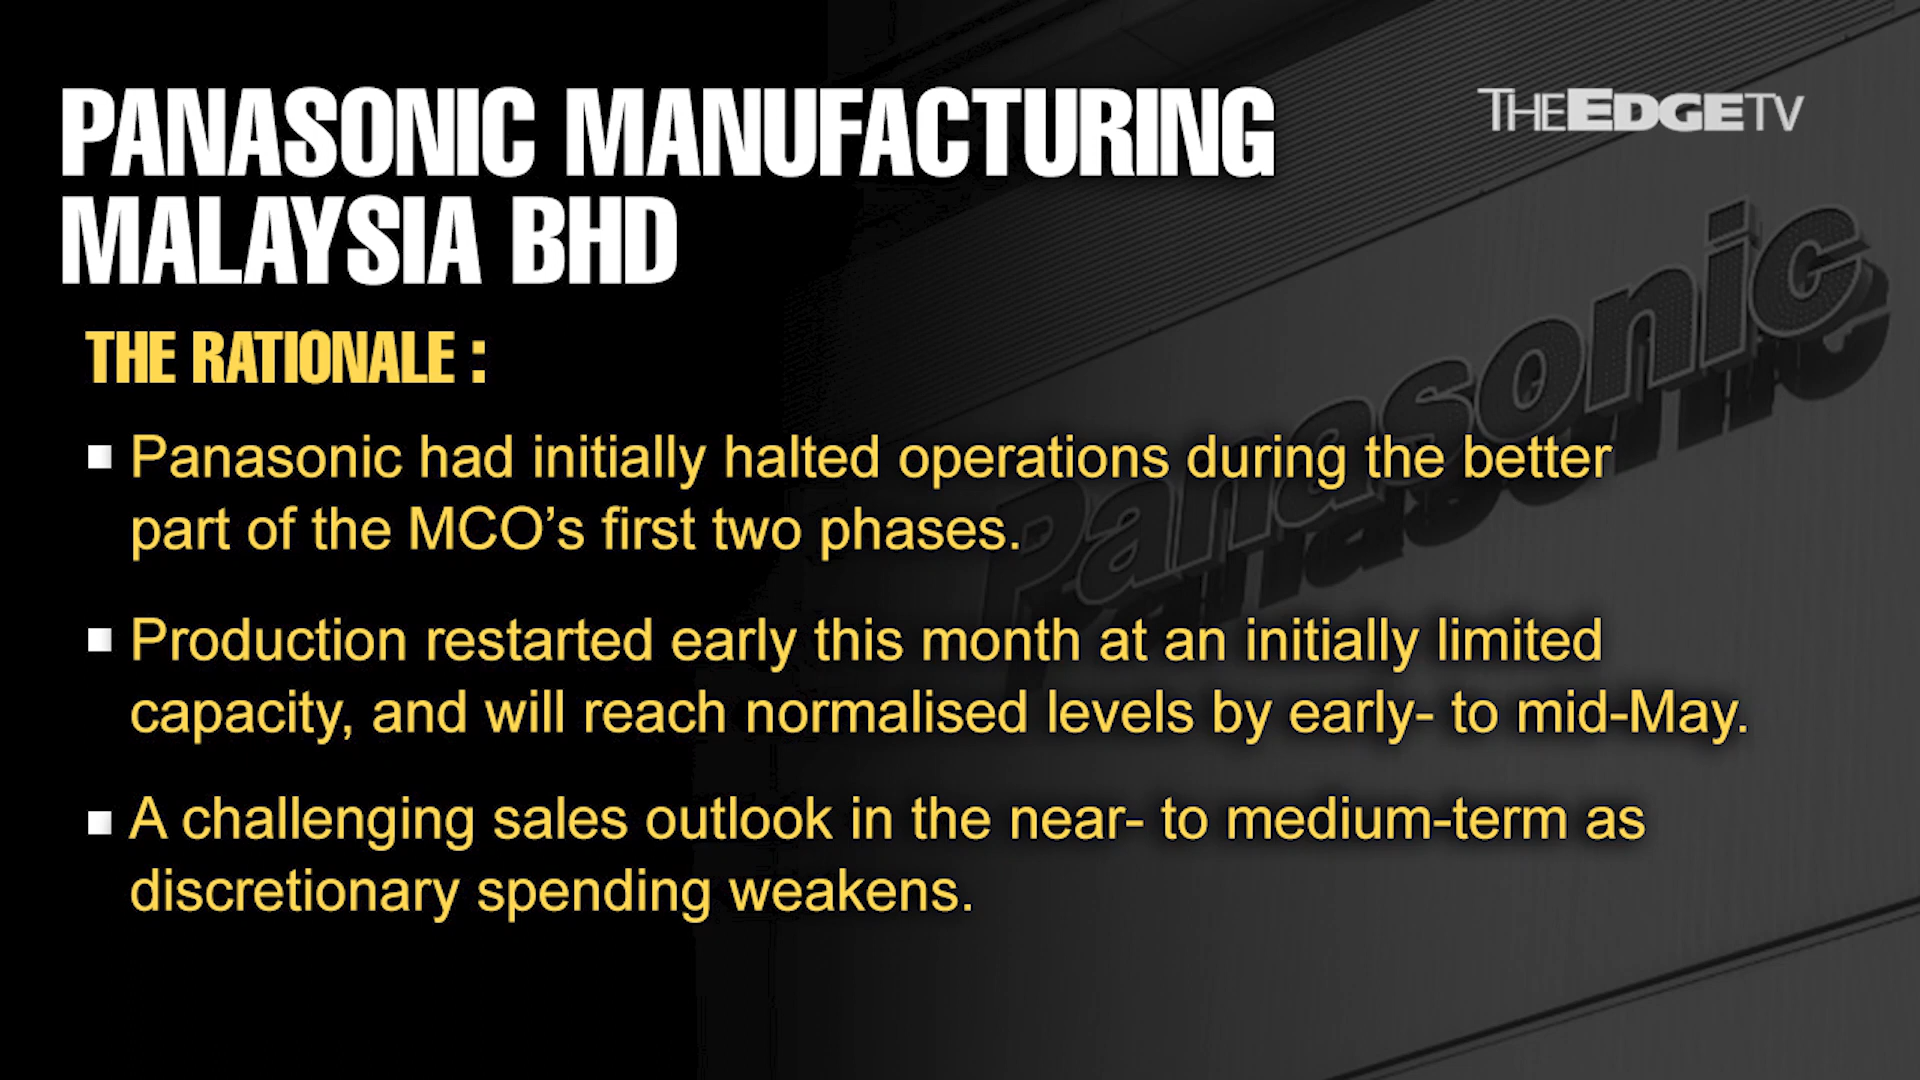 PANASONIC MANUFACTURING
MALAYSIA BHD
THEEDGETV
THE RATIONALE :
Panasonic had initially halted operations during the better
part of the MCO’s first two phases.
Production restarted early this month at an initially limited
capacity, and will reach normalised levels by early- to mid-May.
A challenging sales outlook in the near- to medium-term as
discretionary spending weakens.
Panasonic